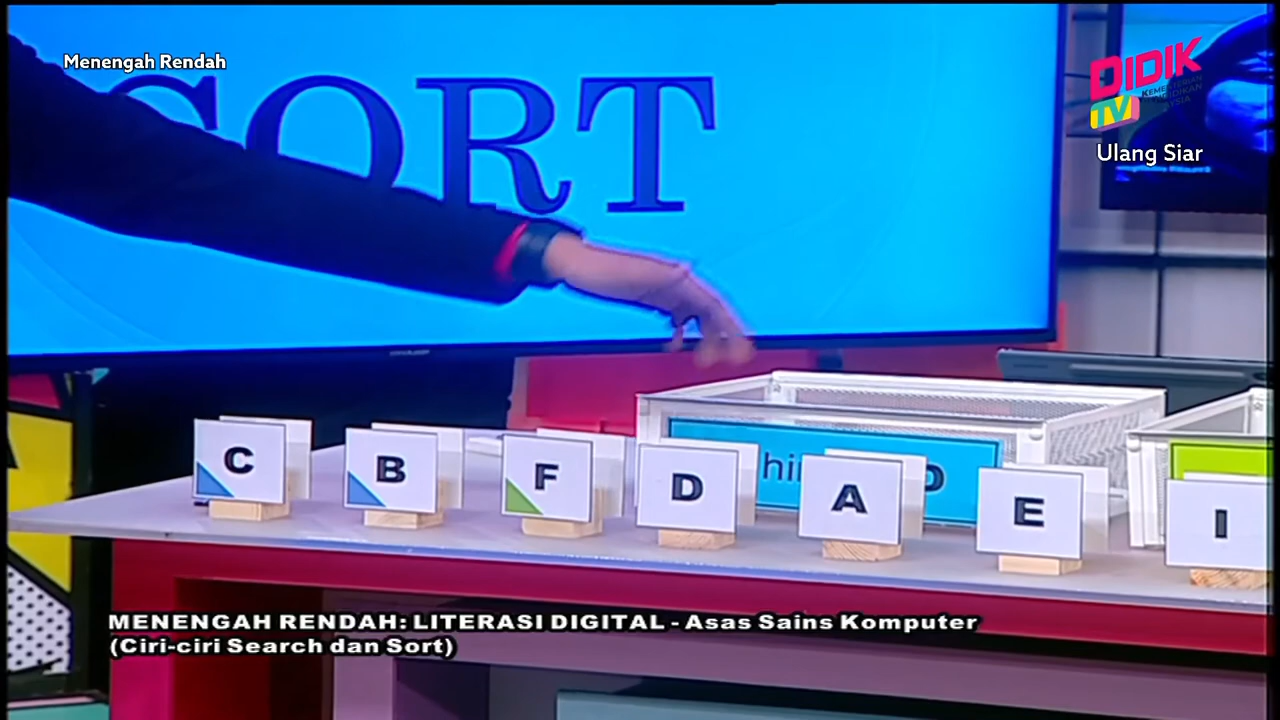 Menengah Rendah
SORT
DIDIK
TV
KEMENTERIAN
Ulang Siar
C
B
F
D
A
E
I
MENENGAH RENDAH: LITERASI DIGITAL - Asas Sains Komputer
(Ciri-ciri Search dan Sort)